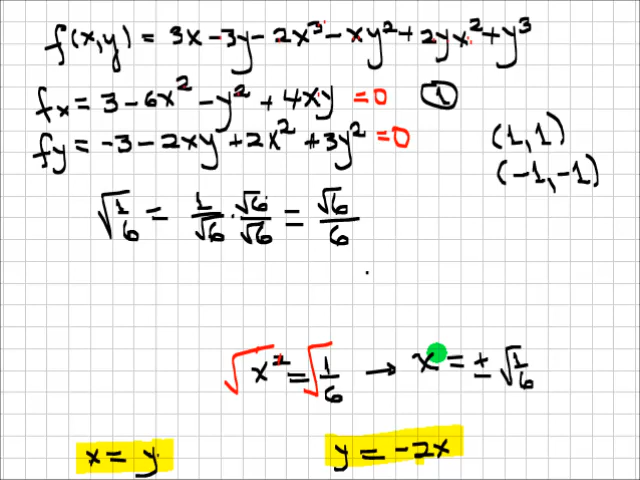 f(x,y) = 3x - 3y - 2x³ - xy² + 2yx² + y³
fx = 3 - 6x² - y² + 4xy = 0 ①
fy = -3 - 2xy + 2x² + 3y² = 0
(1,1)
(-1,-1)
√1/6 = 1/√6 · √6/√6 = √6/6
√x² = √1/6 → x = ± √1/6
x = y
y = -2x